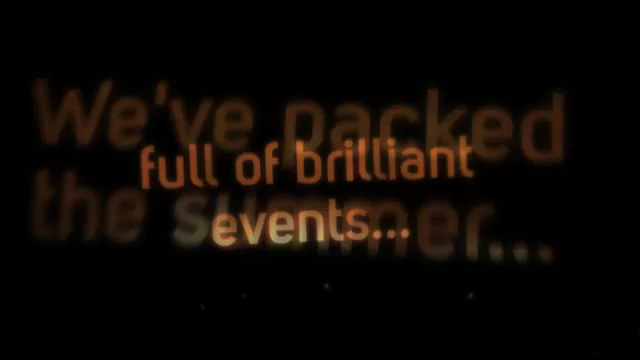 We've packed
the summer...
full of brilliant
events...